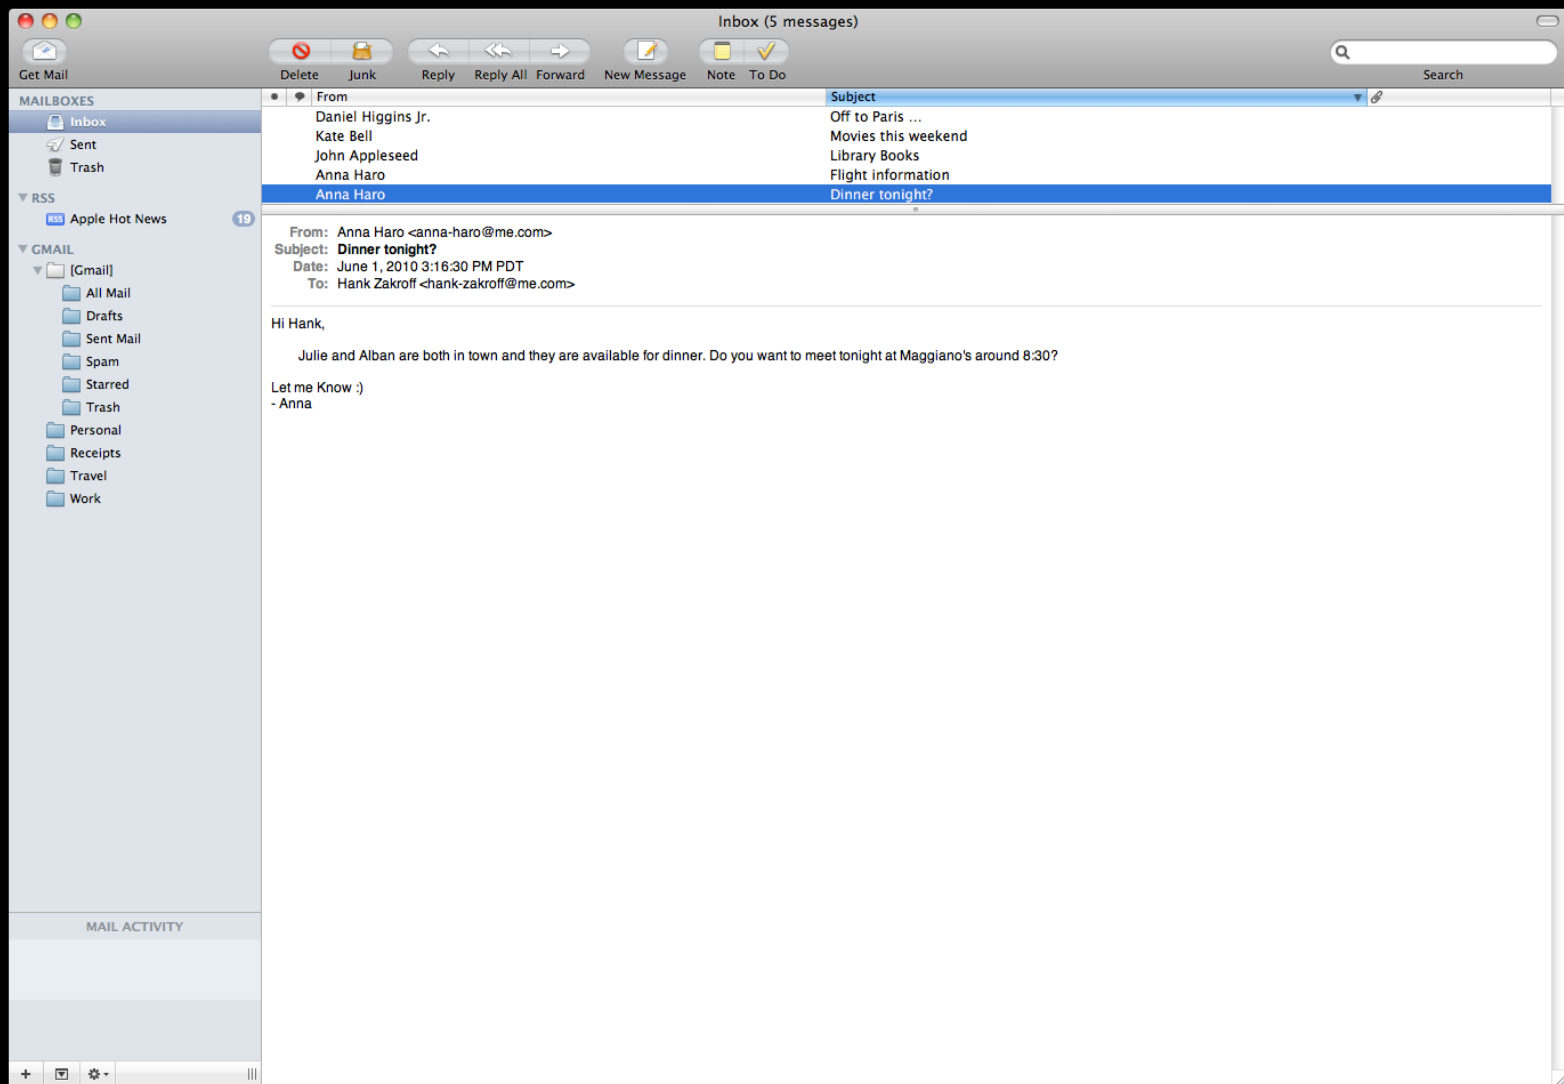 Inbox (5 messages)
Get Mail
Delete Junk Reply Reply All Forward New Message Note To Do Search
MAILBOXES
Inbox
Sent
Trash
RSS
RSS Apple Hot News 19
GMAIL
[Gmail]
All Mail
Drafts
Sent Mail
Spam
Starred
Trash
Personal
Receipts
Travel
Work
MAIL ACTIVITY
From Subject
Daniel Higgins Jr. Off to Paris ...
Kate Bell Movies this weekend
John Appleseed Library Books
Anna Haro Flight information
Anna Haro Dinner tonight?
From: Anna Haro <anna-haro@me.com>
Subject: Dinner tonight?
Date: June 1, 2010 3:16:30 PM PDT
To: Hank Zakroff <hank-zakroff@me.com>
Hi Hank,
Julie and Alban are both in town and they are available for dinner. Do you want to meet tonight at Maggiano's around 8:30?
Let me Know :)
- Anna